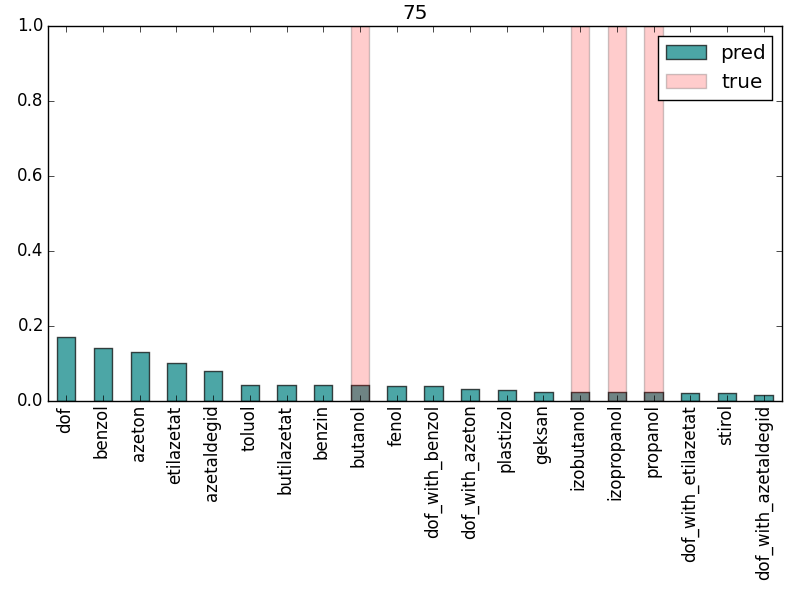 75
1.0
0.8
0.6
0.4
0.2
0.0
pred
true
dof
benzol
azeton
etilazetat
azetaldegid
toluol
butilazetat
benzin
butanol
fenol
dof_with_benzol
dof_with_azeton
plastizol
geksan
izobutanol
izopropanol
propanol
dof_with_etilazetat
stirol
dof_with_azetaldegid